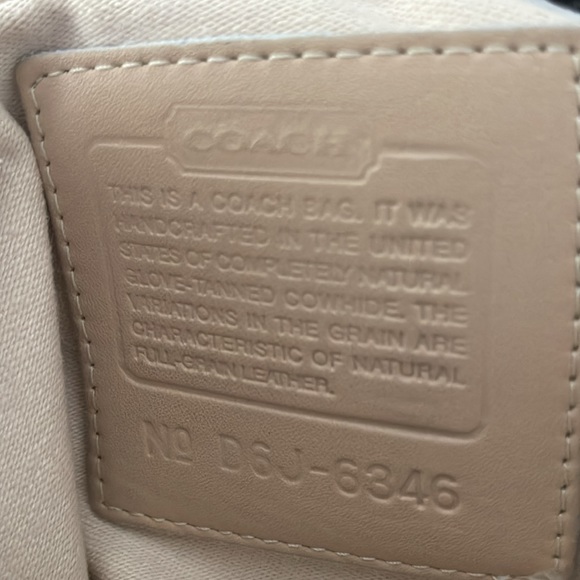 COACH
THIS IS A COACH BAG. IT WAS
HANDCRAFTED IN THE UNITED
STATES OF COMPLETELY NATURAL
GLOVE-TANNED COWHIDE. THE
VARIATIONS IN THE GRAIN ARE
CHARACTERISTIC OF NATURAL
FULL-GRAIN LEATHER.
Nº D6J-6346